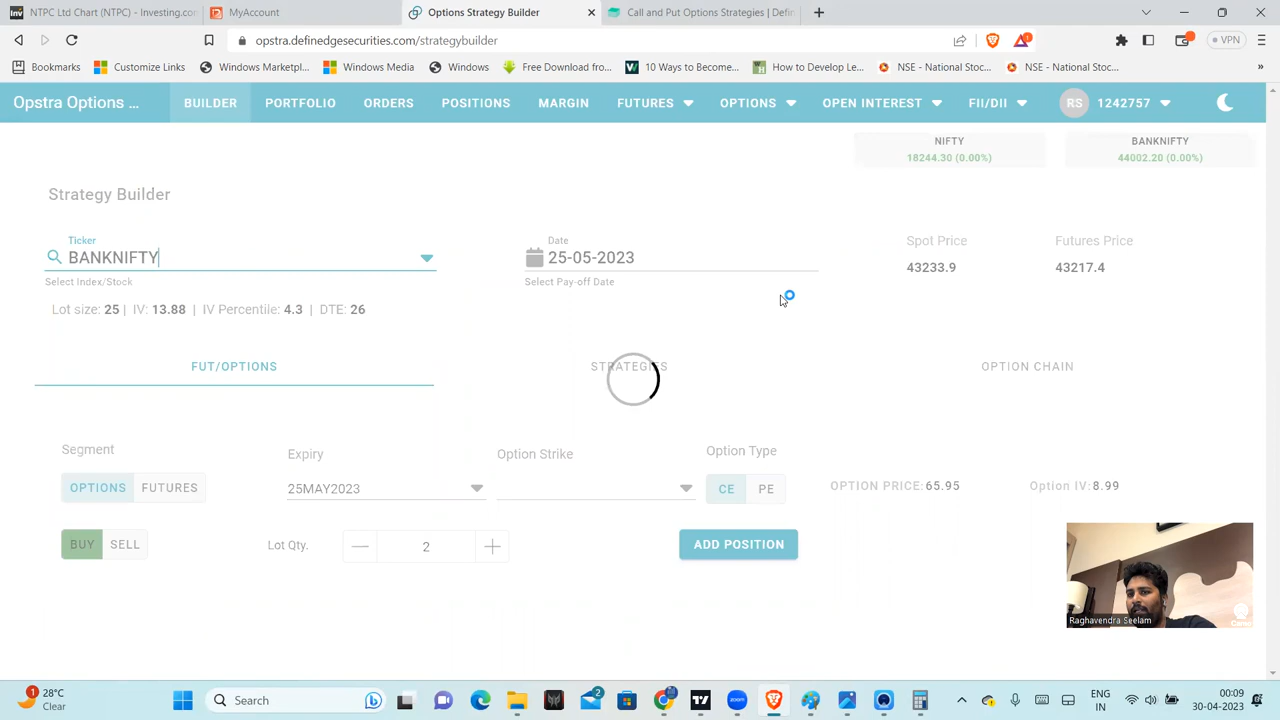 NTPC Ltd (NTPC) - Investing.com
MyAccount
Options Strategy Builder
Call and Put Options Strategies | Defin
opstra.definedgesecurities.com/strategybuilder
VPN
Bookmarks
Customize Links
Windows Marketpl...
Windows Media
Windows
Free Download from...
10 Ways to Become...
How to Develop Le...
NSE - National Stoc...
NSE - National Stoc...
Opstra Options ...
BUILDER
PORTFOLIO
ORDERS
POSITIONS
MARGIN
FUTURES
OPTIONS
OPEN INTEREST
FII/DII
RS
1242757
NIFTY
18244.30 (0.00%)
BANKNIFTY
44002.20 (0.00%)
Strategy Builder
Ticker
BANKNIFTY
Select Index/Stock
Date
25-05-2023
Select Pay-off Date
Spot Price
43233.9
Futures Price
43217.4
Lot size: 25 | IV: 13.88 | IV Percentile: 4.3 | DTE: 26
FUT/OPTIONS
STRATEGIES
OPTION CHAIN
Segment
OPTIONS
FUTURES
Expiry
25MAY2023
Option Strike
Option Type
CE
PE
OPTION PRICE:65.95
Option IV:8.99
BUY
SELL
Lot Qty.
2
ADD POSITION
Raghavendra Seelam
1
28°C
Clear
Search
2
ENG
IN
00:09
30-04-2023